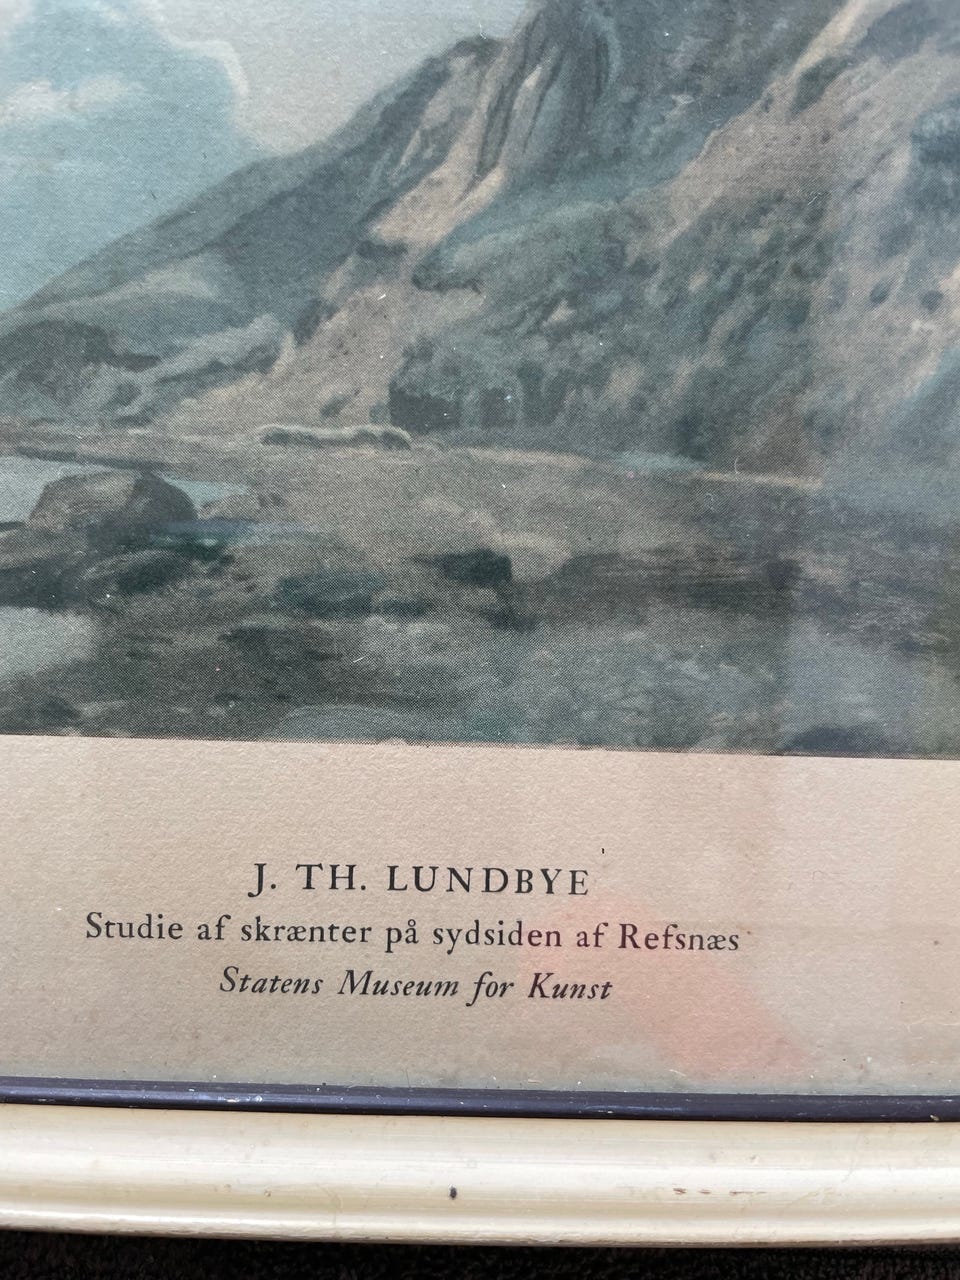 J. TH. LUNDBYE
Studie af skrænter på sydsiden af Refsnæs
Statens Museum for Kunst